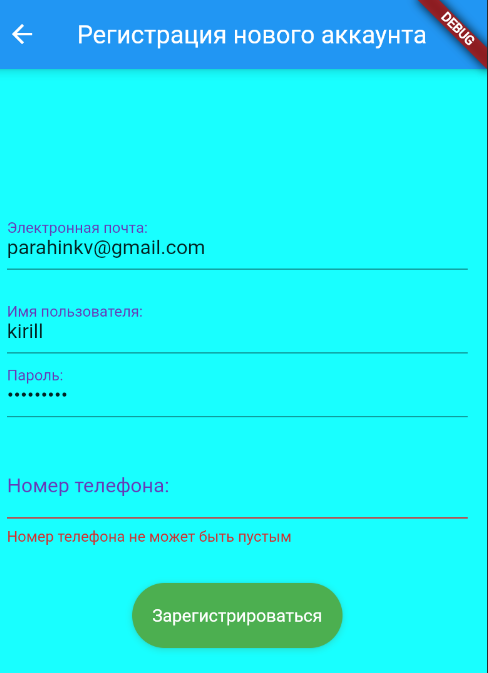 Регистрация нового аккаунта
DEBUG
Электронная почта:
parahinkv@gmail.com
Имя пользователя:
kirill
Пароль:
•••••••••
Номер телефона:
Номер телефона не может быть пустым
Зарегистрироваться